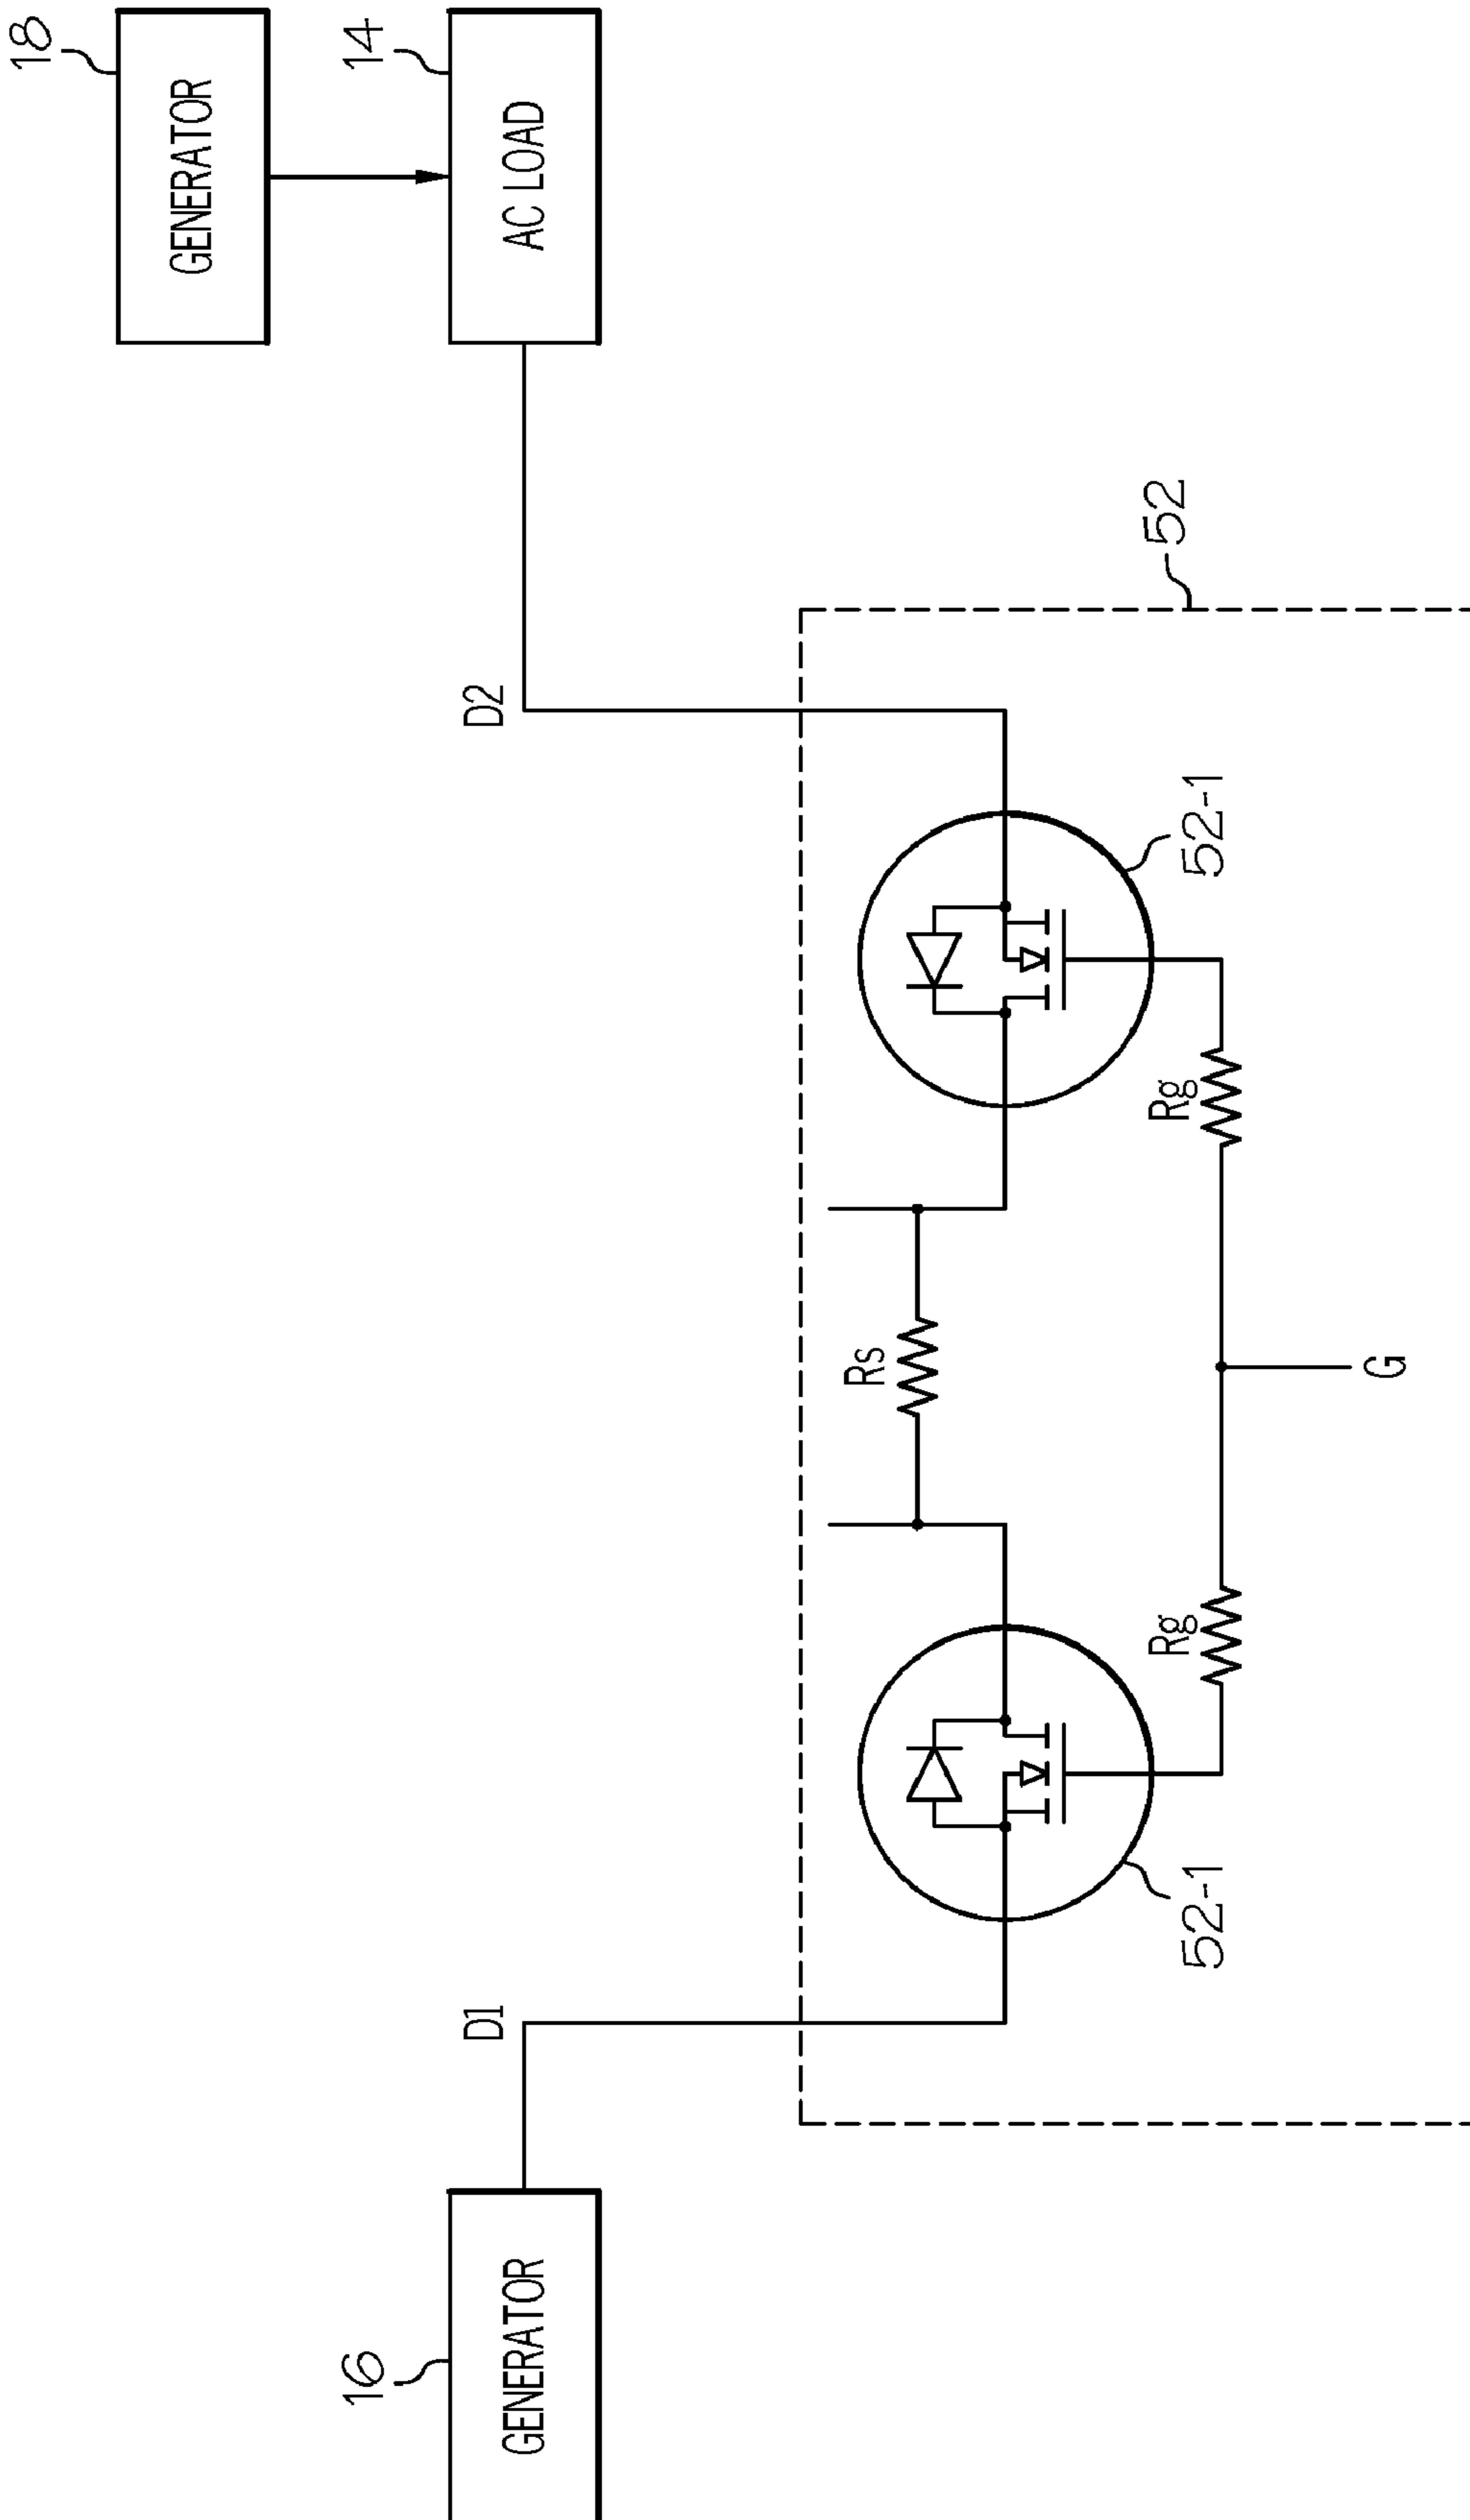 18
GENERATOR
14
AC LOAD
16
GENERATOR
D1
D2
52
Rs
52-1
Rg
Rg
52-1
G